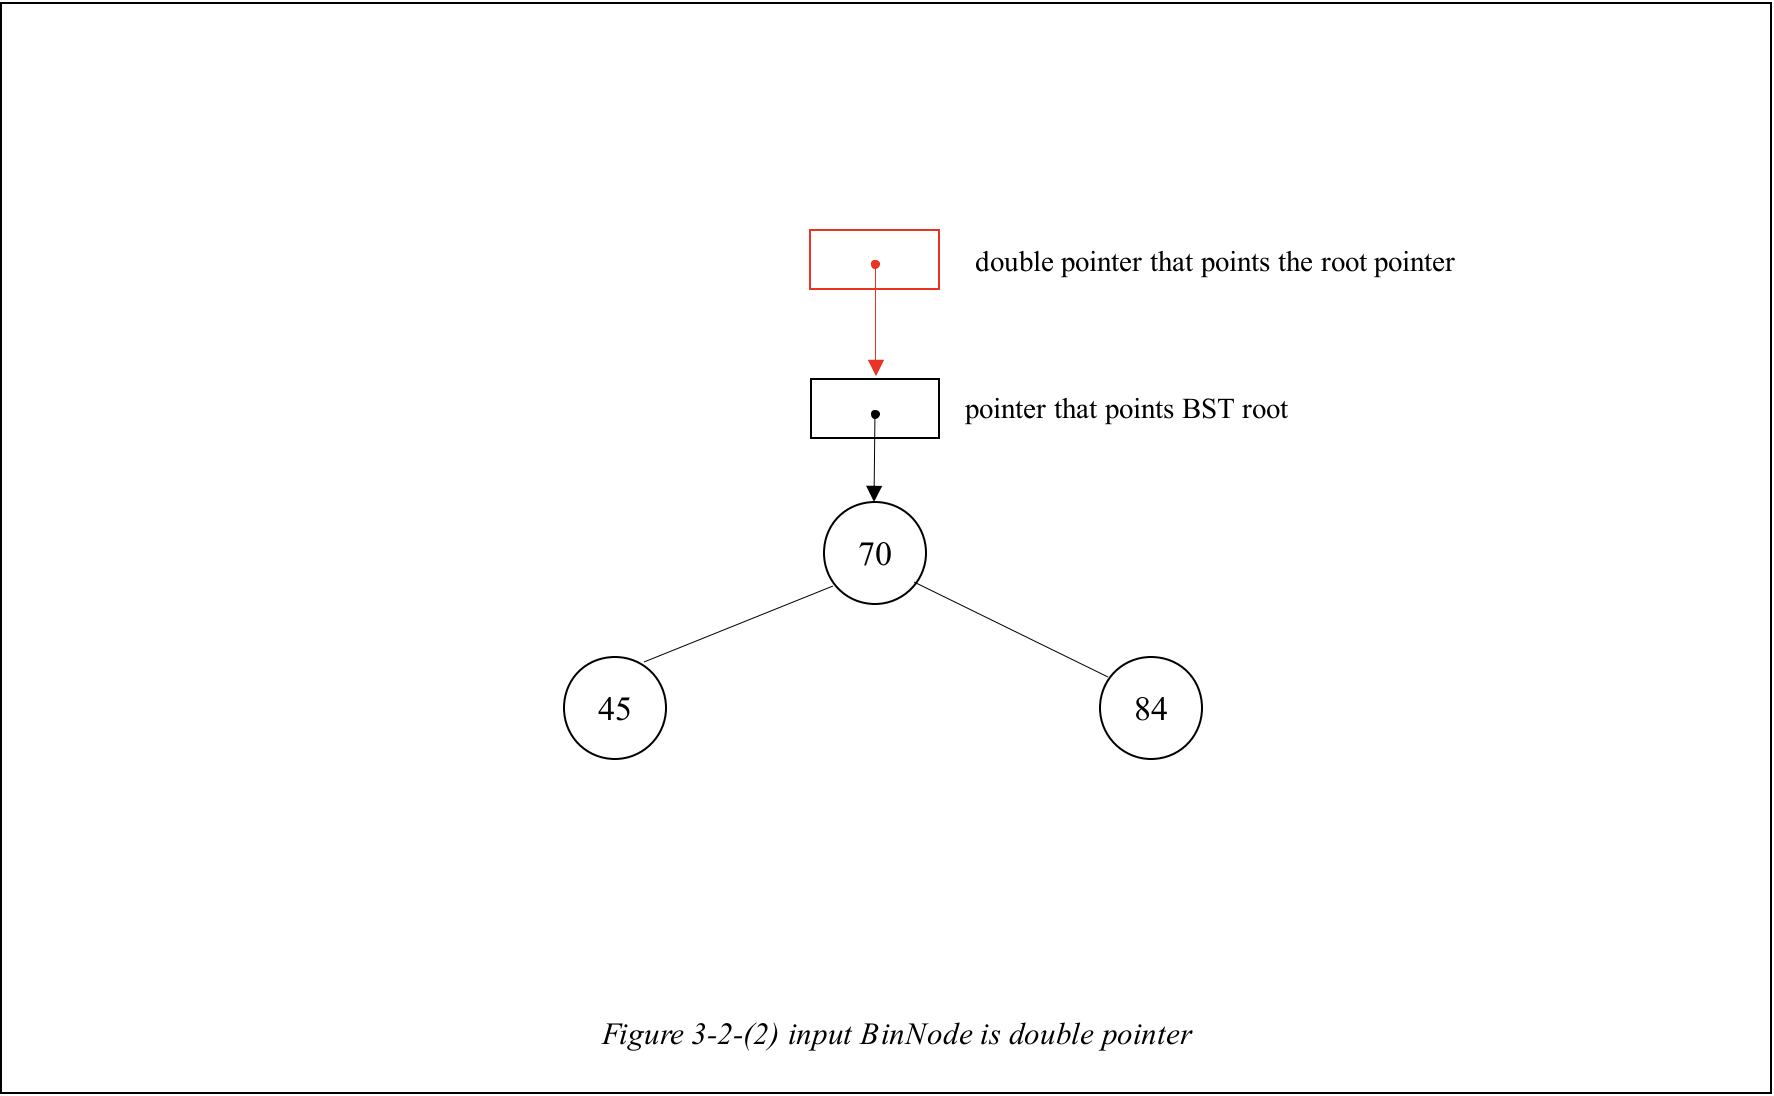 double pointer that points the root pointer
pointer that points BST root
70
45
84
Figure 3-2-(2) input BinNode is double pointer